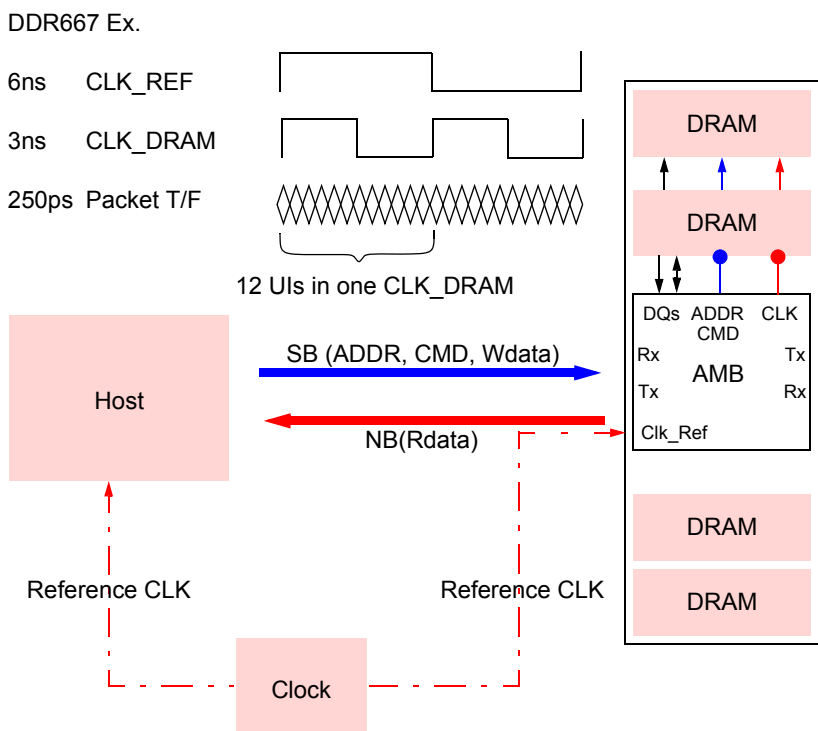 DDR667 Ex.
6ns CLK_REF
3ns CLK_DRAM
250ps Packet T/F
12 UIs in one CLK_DRAM
DRAM
DRAM
DQs ADDR CLK
CMD
Rx Tx
AMB
Tx Rx
Clk_Ref
Host
SB (ADDR, CMD, Wdata)
NB(Rdata)
DRAM
DRAM
Reference CLK
Reference CLK
Clock